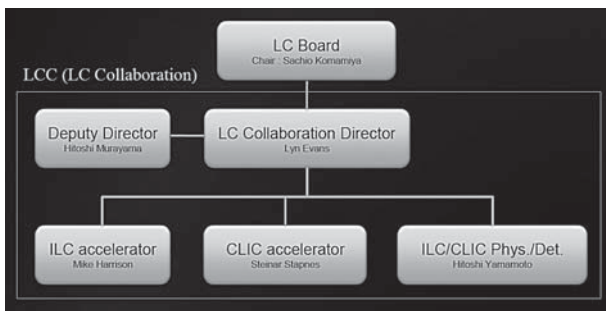 LC Board
Chair : Sachio Komamiya
LCC (LC Collaboration)
Deputy Director
Hitoshi Murayama
LC Collaboration Director
Lyn Evans
ILC accelerator
Mike Harrison
CLIC accelerator
Steinar Stapnes
ILC/CLIC Phys./Det.
Hitoshi Yamamoto